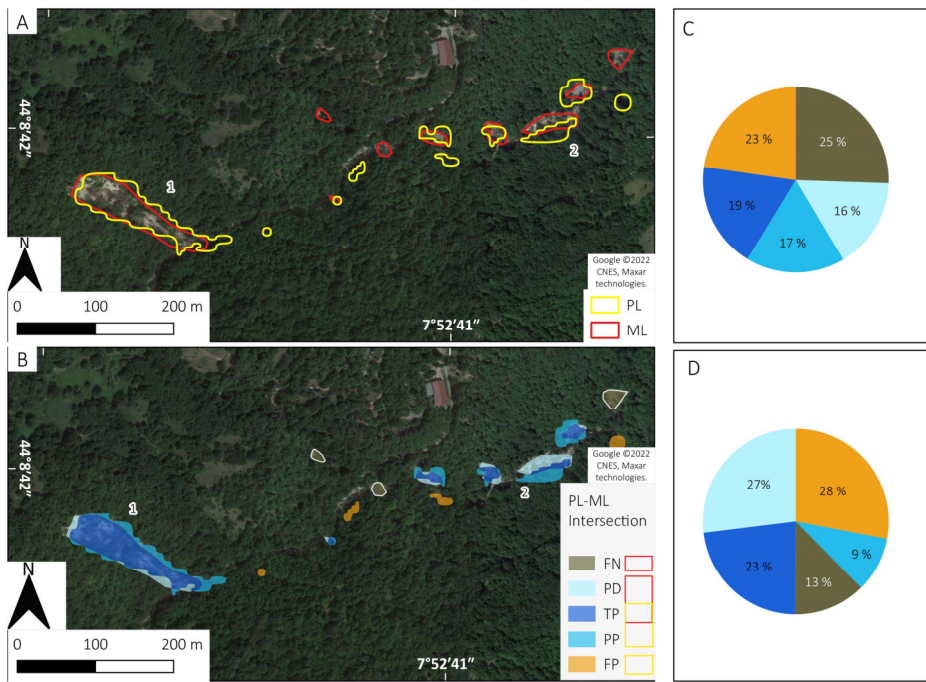 A
44°8'42"
1
2
N
0 100 200 m
7°52'41"
Google ©2022
CNES, Maxar
technologies.
PL
ML
B
44°8'42"
1
2
N
0 100 200 m
7°52'41"
Google ©2022
CNES, Maxar
technologies.
PL-ML
Intersection
FN
PD
TP
PP
FP
C
23 %
25 %
19 %
16 %
17 %
D
27%
28 %
23 %
9 %
13 %